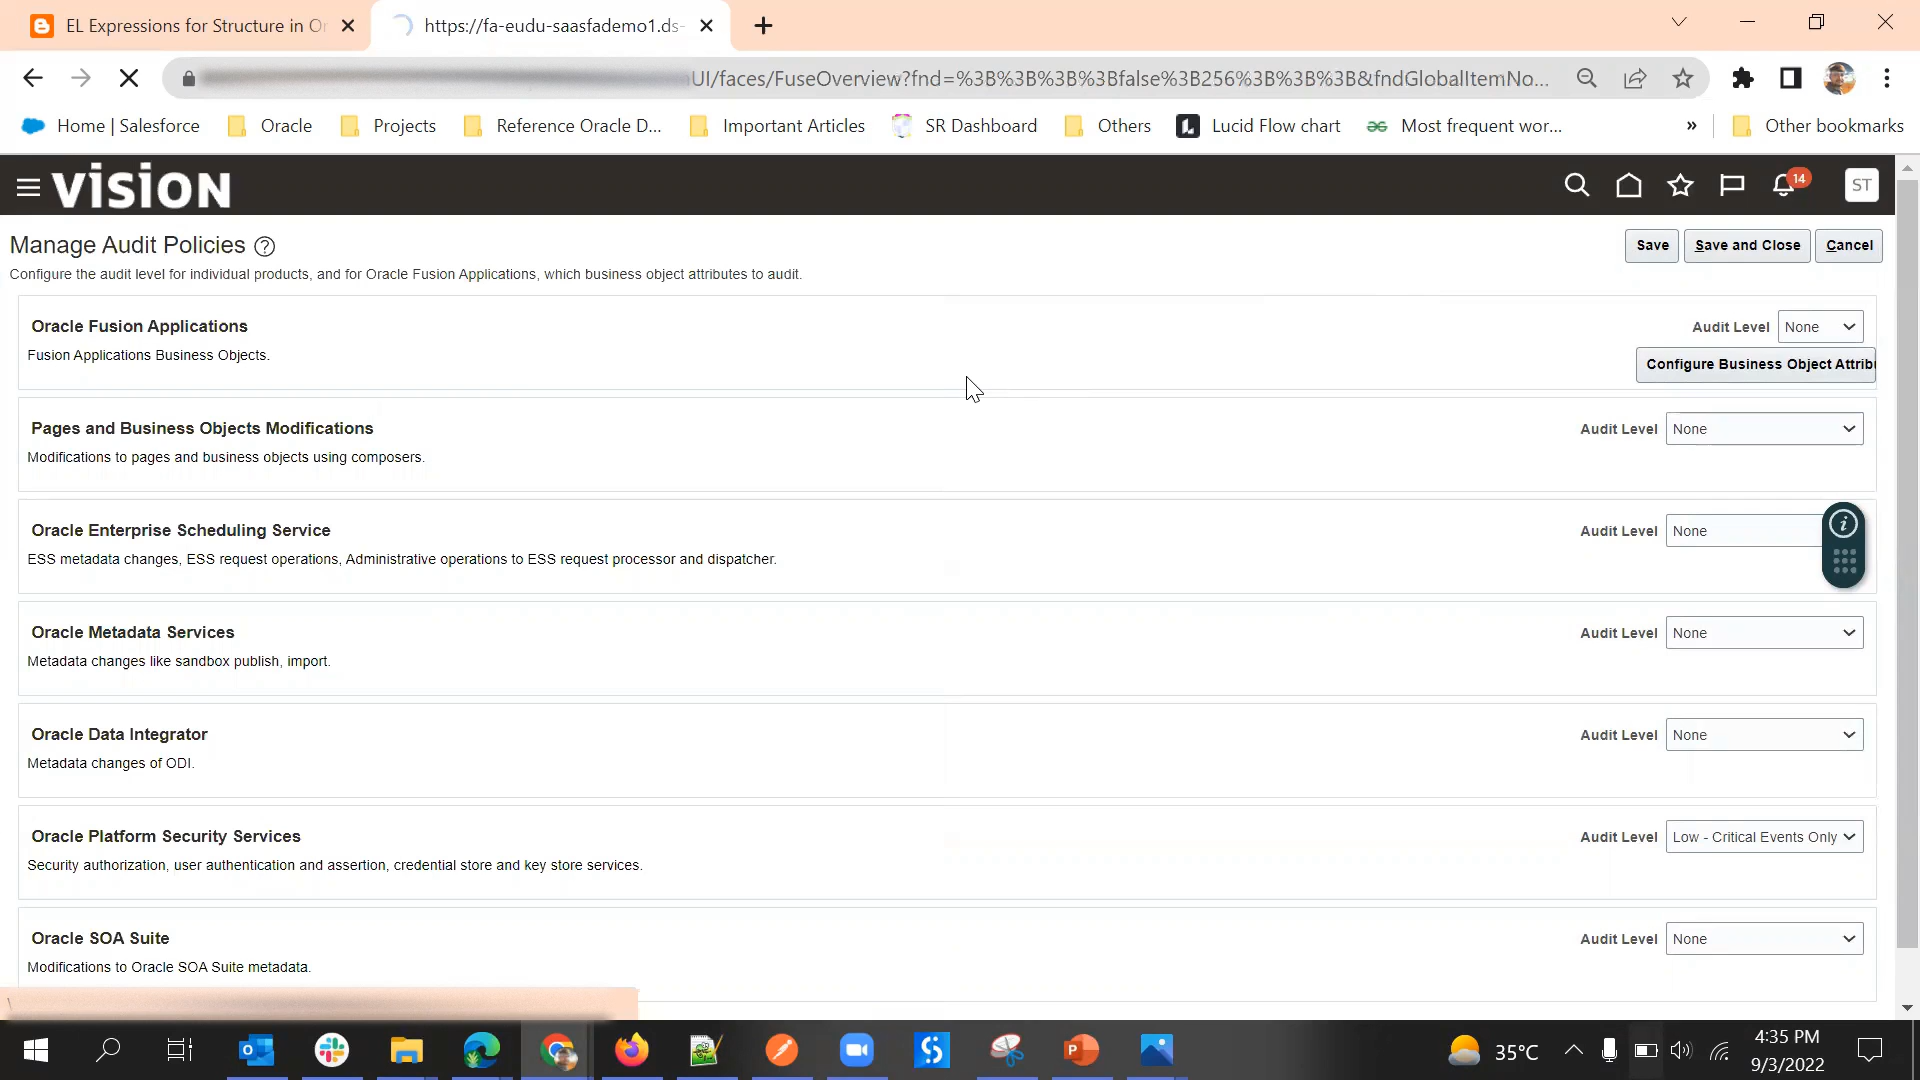 EL Expressions for Structure in Or
https://fa-eudu-saasfademo1.ds-
UI/faces/FuseOverview?fnd=%3B%3B%3B%3Bfalse%3B256%3B%3B%3B&fndGlobalItemNo...
Home | Salesforce
Oracle
Projects
Reference Oracle D...
Important Articles
SR Dashboard
Others
Lucid Flow chart
Most frequent wor...
»
Other bookmarks
vision
14
ST
Manage Audit Policies
Save
Save and Close
Cancel
Configure the audit level for individual products, and for Oracle Fusion Applications, which business object attributes to audit.
Oracle Fusion Applications
Audit Level None
Fusion Applications Business Objects.
Configure Business Object Attrib
Pages and Business Objects Modifications
Audit Level None
Modifications to pages and business objects using composers.
Oracle Enterprise Scheduling Service
Audit Level None
ESS metadata changes, ESS request operations, Administrative operations to ESS request processor and dispatcher.
Oracle Metadata Services
Audit Level None
Metadata changes like sandbox publish, import.
Oracle Data Integrator
Audit Level None
Metadata changes of ODI.
Oracle Platform Security Services
Audit Level Low - Critical Events Only
Security authorization, user authentication and assertion, credential store and key store services.
Oracle SOA Suite
Audit Level None
Modifications to Oracle SOA Suite metadata.
35°C
4:35 PM
9/3/2022